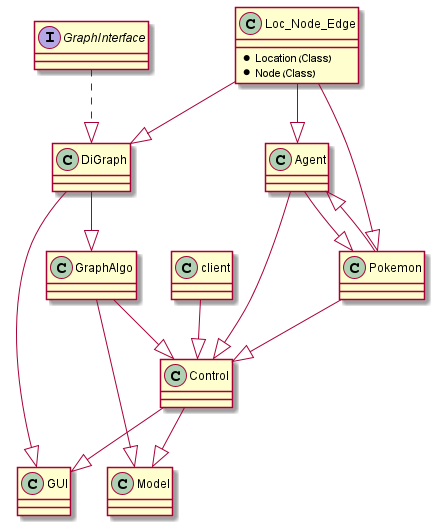 I GraphInterface
C Loc_Node_Edge
Location (Class)
Node (Class)
C DiGraph
C Agent
C GraphAlgo
C client
C Pokemon
C Control
C GUI
C Model